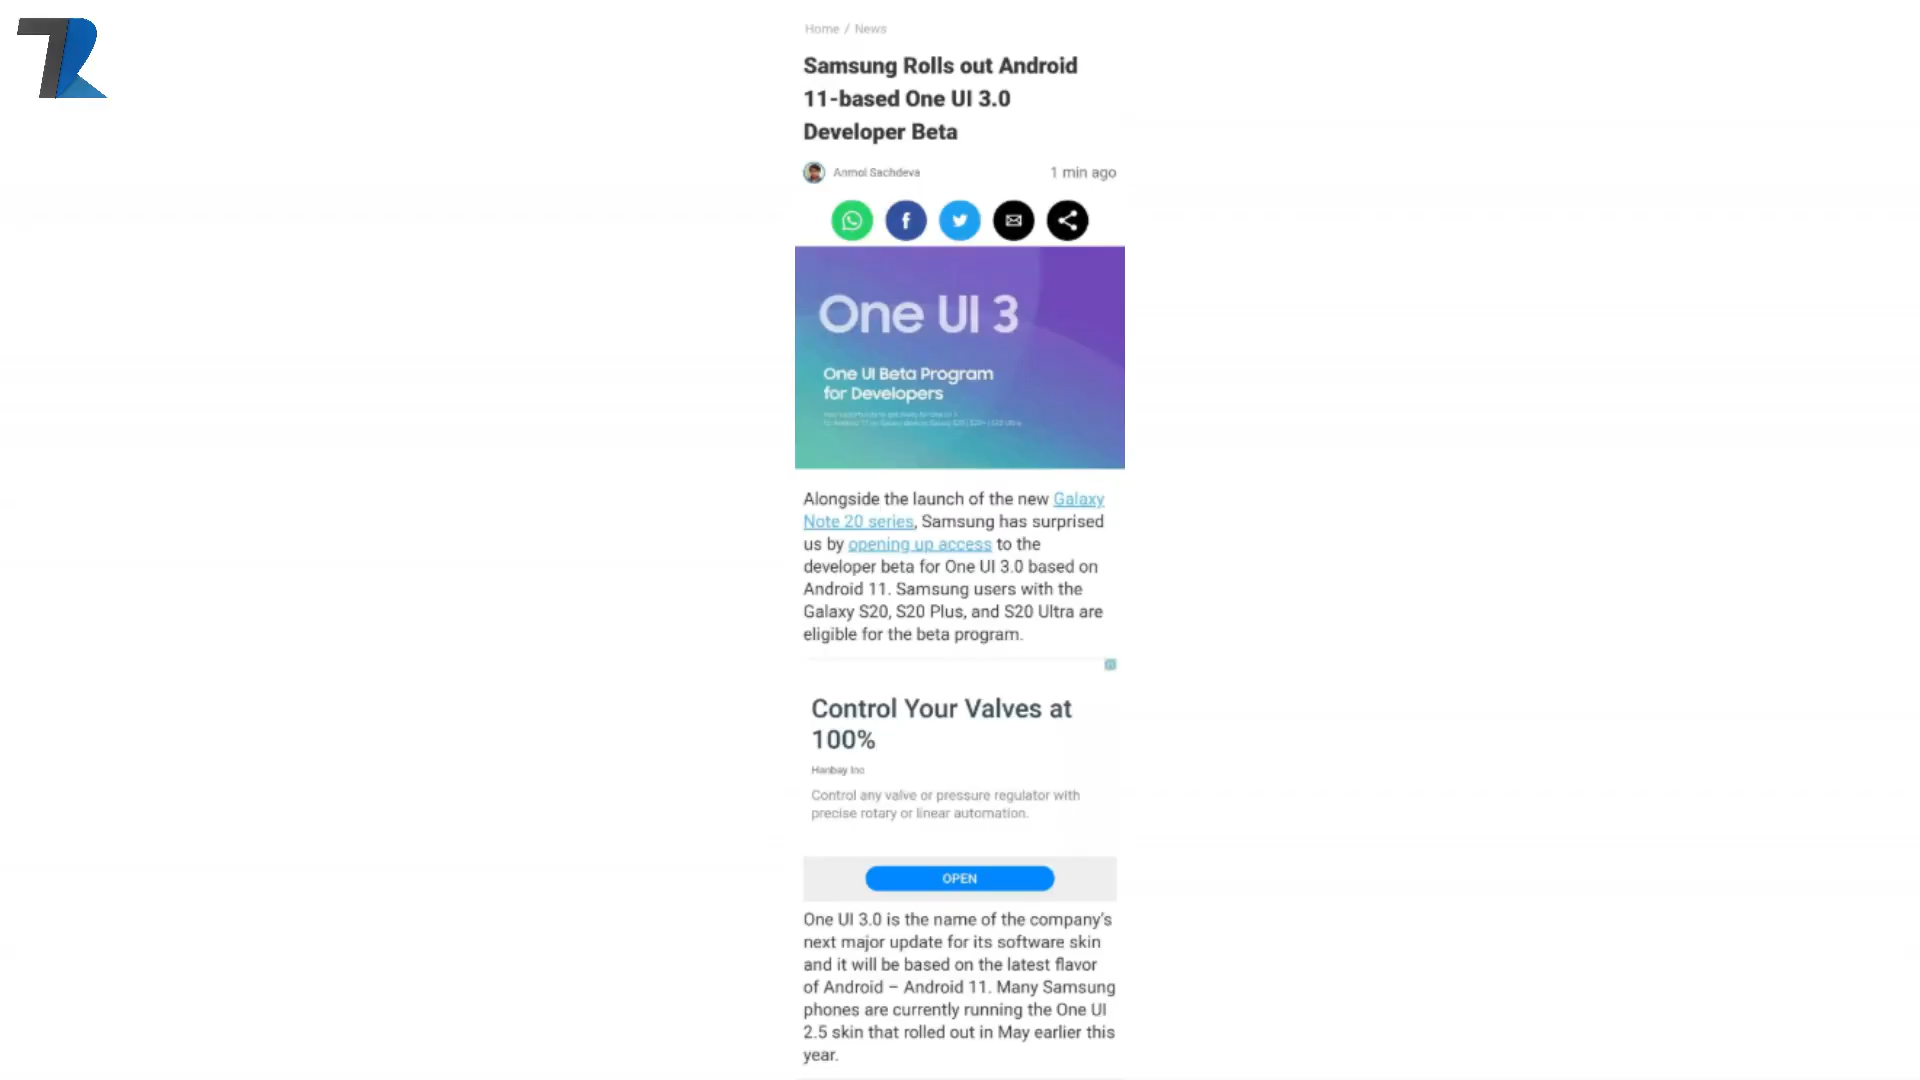 Home / News
Samsung Rolls out Android
11-based One UI 3.0
Developer Beta
Anmol Sachdeva
1 min ago
One UI 3
One UI Beta Program
for Developers
Alongside the launch of the new Galaxy
Note 20 series, Samsung has surprised
us by opening up access to the
developer beta for One UI 3.0 based on
Android 11. Samsung users with the
Galaxy S20, S20 Plus, and S20 Ultra are
eligible for the beta program.
Control Your Valves at
100%
Hanbay Inc
Control any valve or pressure regulator with
precise rotary or linear automation.
OPEN
One UI 3.0 is the name of the company's
next major update for its software skin
and it will be based on the latest flavor
of Android – Android 11. Many Samsung
phones are currently running the One UI
2.5 skin that rolled out in May earlier this
year.